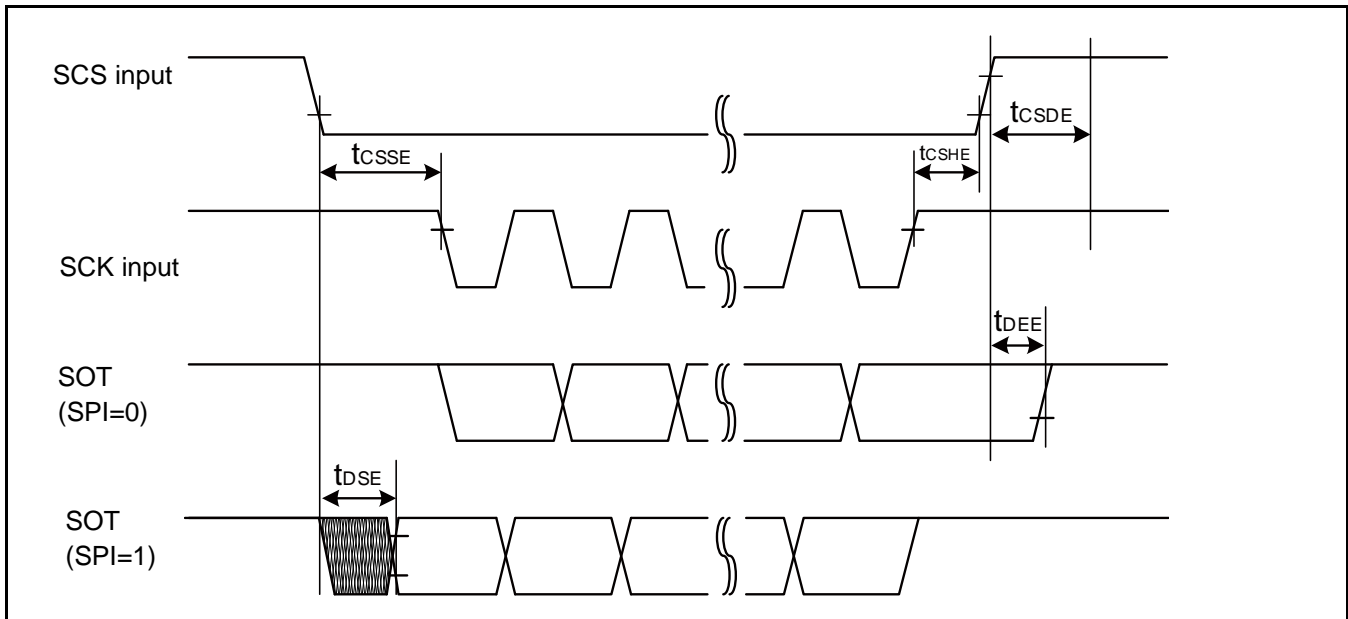 SCS input
tCSDE
tCSSE
tCSHE
SCK input
tDEE
SOT
(SPI=0)
tDSE
SOT
(SPI=1)